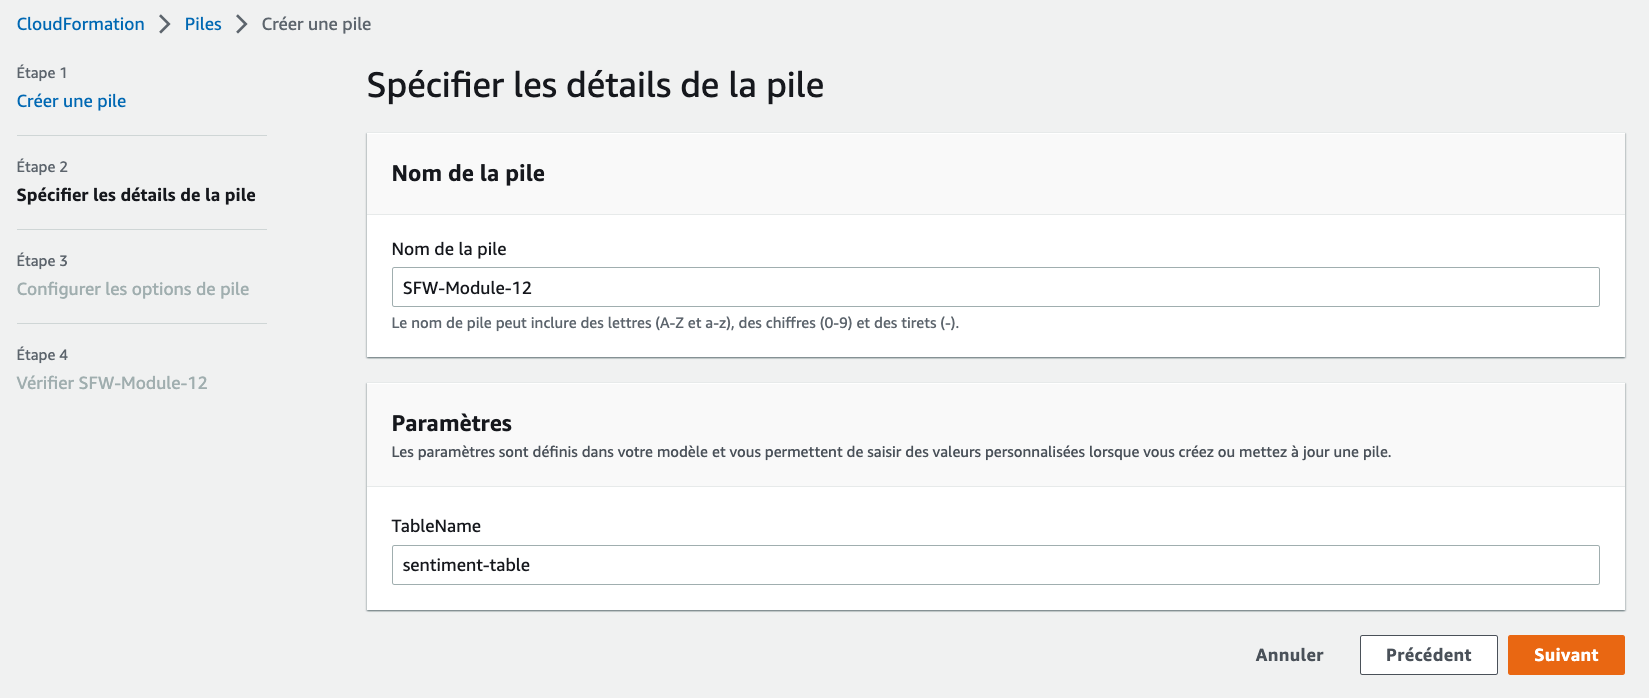 CloudFormation > Piles > Créer une pile
Étape 1
Créer une pile
Étape 2
Spécifier les détails de la pile
Étape 3
Configurer les options de pile
Étape 4
Vérifier SFW-Module-12
Spécifier les détails de la pile
Nom de la pile
Nom de la pile
SFW-Module-12
Le nom de pile peut inclure des lettres (A-Z et a-z), des chiffres (0-9) et des tirets (-).
Paramètres
Les paramètres sont définis dans votre modèle et vous permettent de saisir des valeurs personnalisées lorsque vous créez ou mettez à jour une pile.
TableName
sentiment-table
Annuler Précédent Suivant